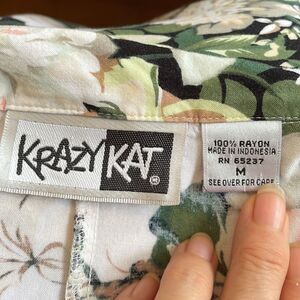 KRAZY KAT
100% RAYON
MADE IN INDONESIA
RN 65237
M
SEE OVER FOR CARE